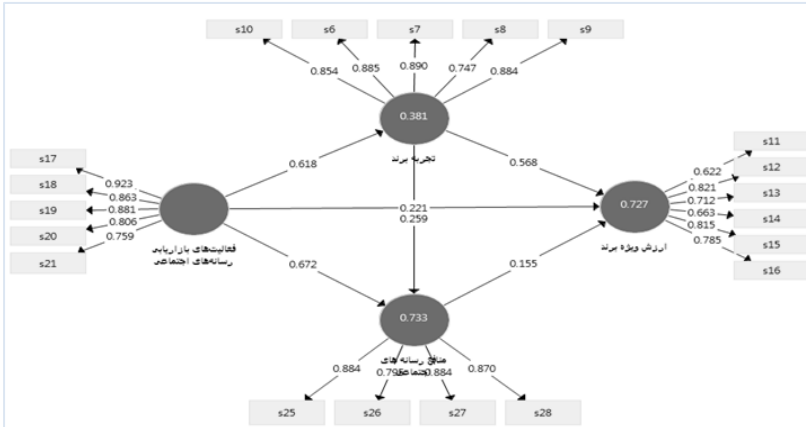 s10 s6 s7 s8 s9
0.854 0.885 0.890 0.747 0.884
0.381
تجربه برند
s17
s18
s19
s20
s21
0.923
0.863
0.881
0.806
0.759
0.618
0.568
فعالیت‌های بازاریابی
رسانه‌های اجتماعی
0.221
0.259
0.727
ارزش ویژه برند
0.622
0.821
0.712
0.663
0.815
0.785
s11
s12
s13
s14
s15
s16
0.672
0.155
0.733
منافع رسانه های
اجتماعی
0.884 0.884 0.870
s25 s26 s27 s28